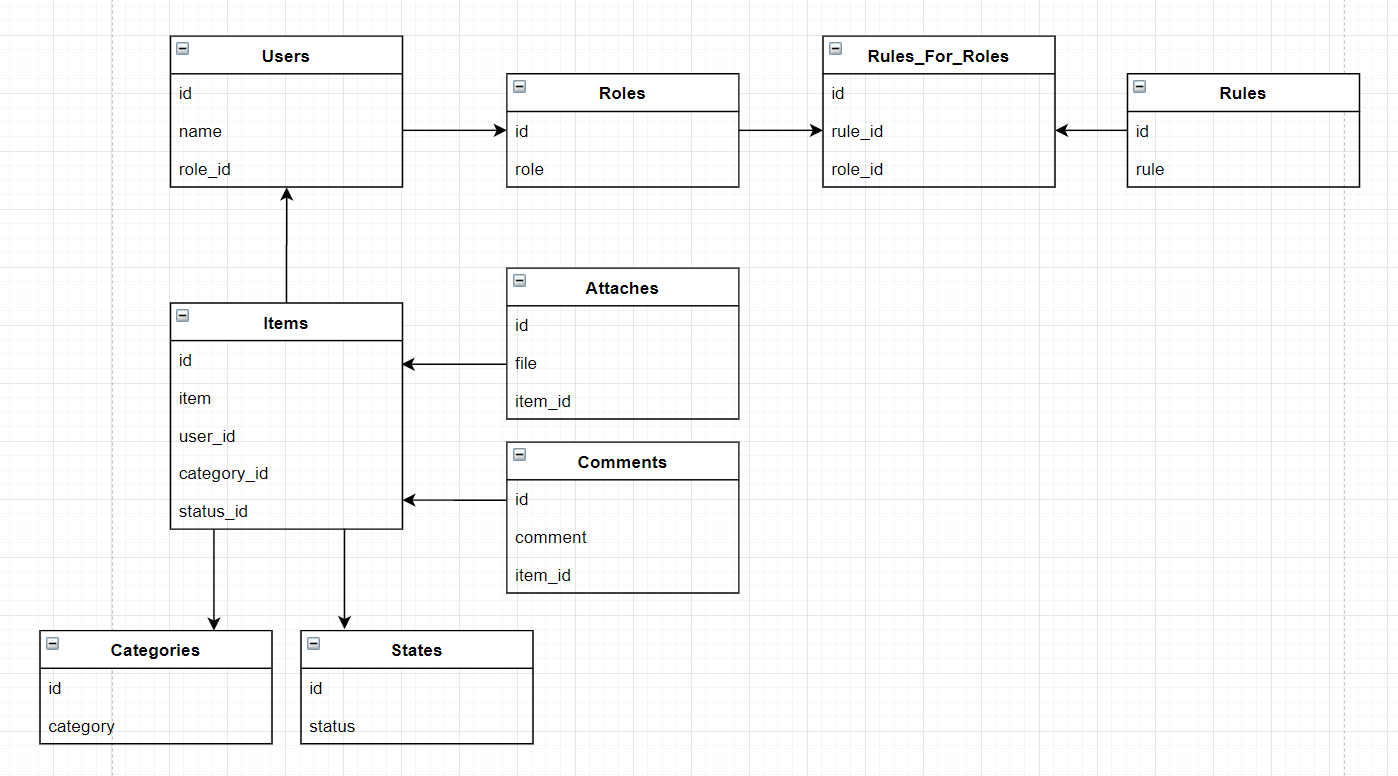 Users
id
name
role_id
Roles
id
role
Rules_For_Roles
id
rule_id
role_id
Rules
id
rule
Items
id
item
user_id
category_id
status_id
Attaches
id
file
item_id
Comments
id
comment
item_id
Categories
id
category
States
id
status